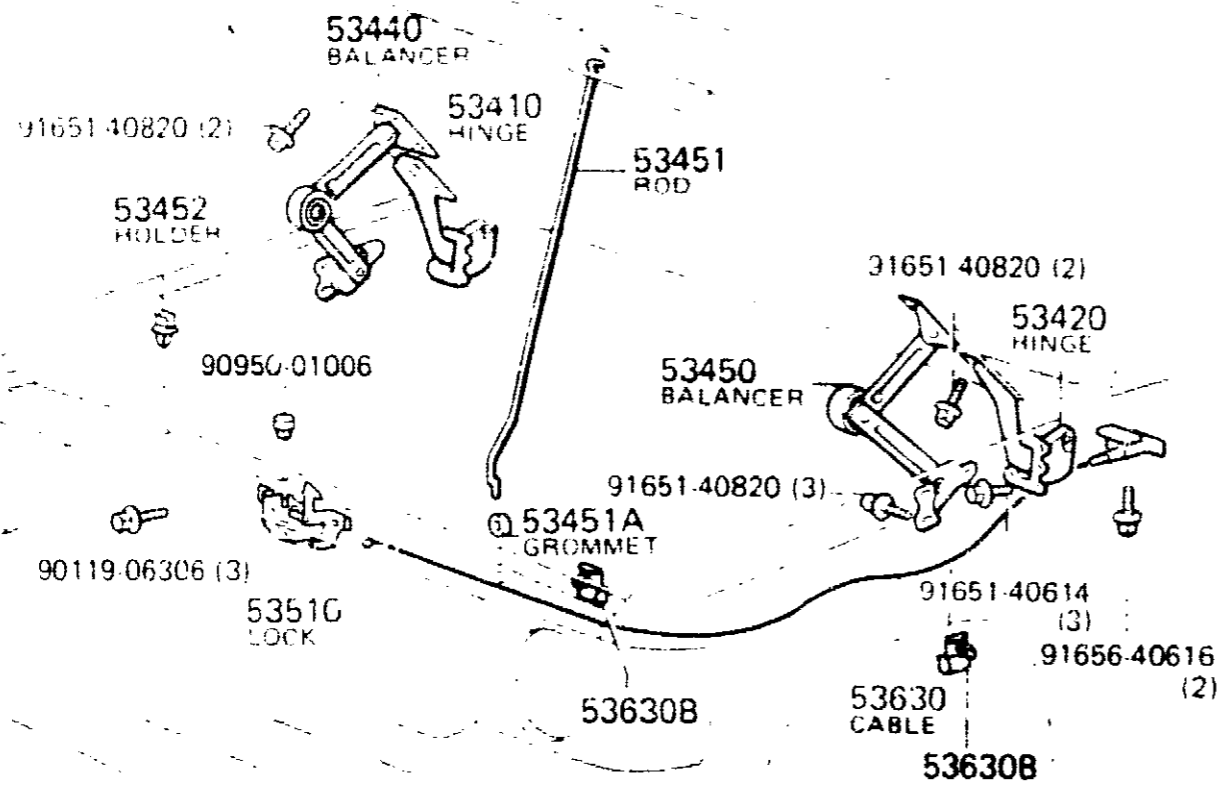 53440
BALANCER
91651-40820 (2)
53410
HINGE
53451
ROD
53452
HOLDER
91651-40820 (2)
53420
HINGE
90950-01006
53450
BALANCER
91651-40820 (3)
53451A
GROMMET
90119-06306 (3)
53510
LOCK
91651-40614
(3)
91656-40616
(2)
53630B
53630
CABLE
53630B